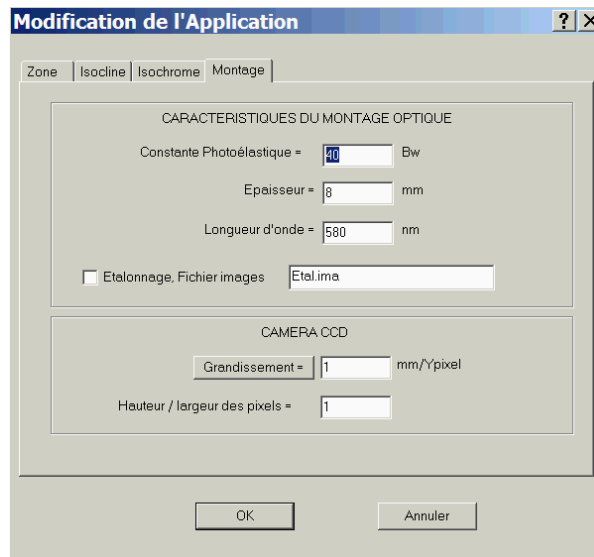 Modification de l'Application ? X
Zone Isocline Isochrome Montage
CARACTERISTIQUES DU MONTAGE OPTIQUE
Constante Photoélastique = 40 Bw
Epaisseur = 8 mm
Longueur d'onde = 580 nm
Etalonnage, Fichier images Etal.ima
CAMERA CCD
Grandissement = 1 mm/Ypixel
Hauteur / largeur des pixels = 1
OK Annuler